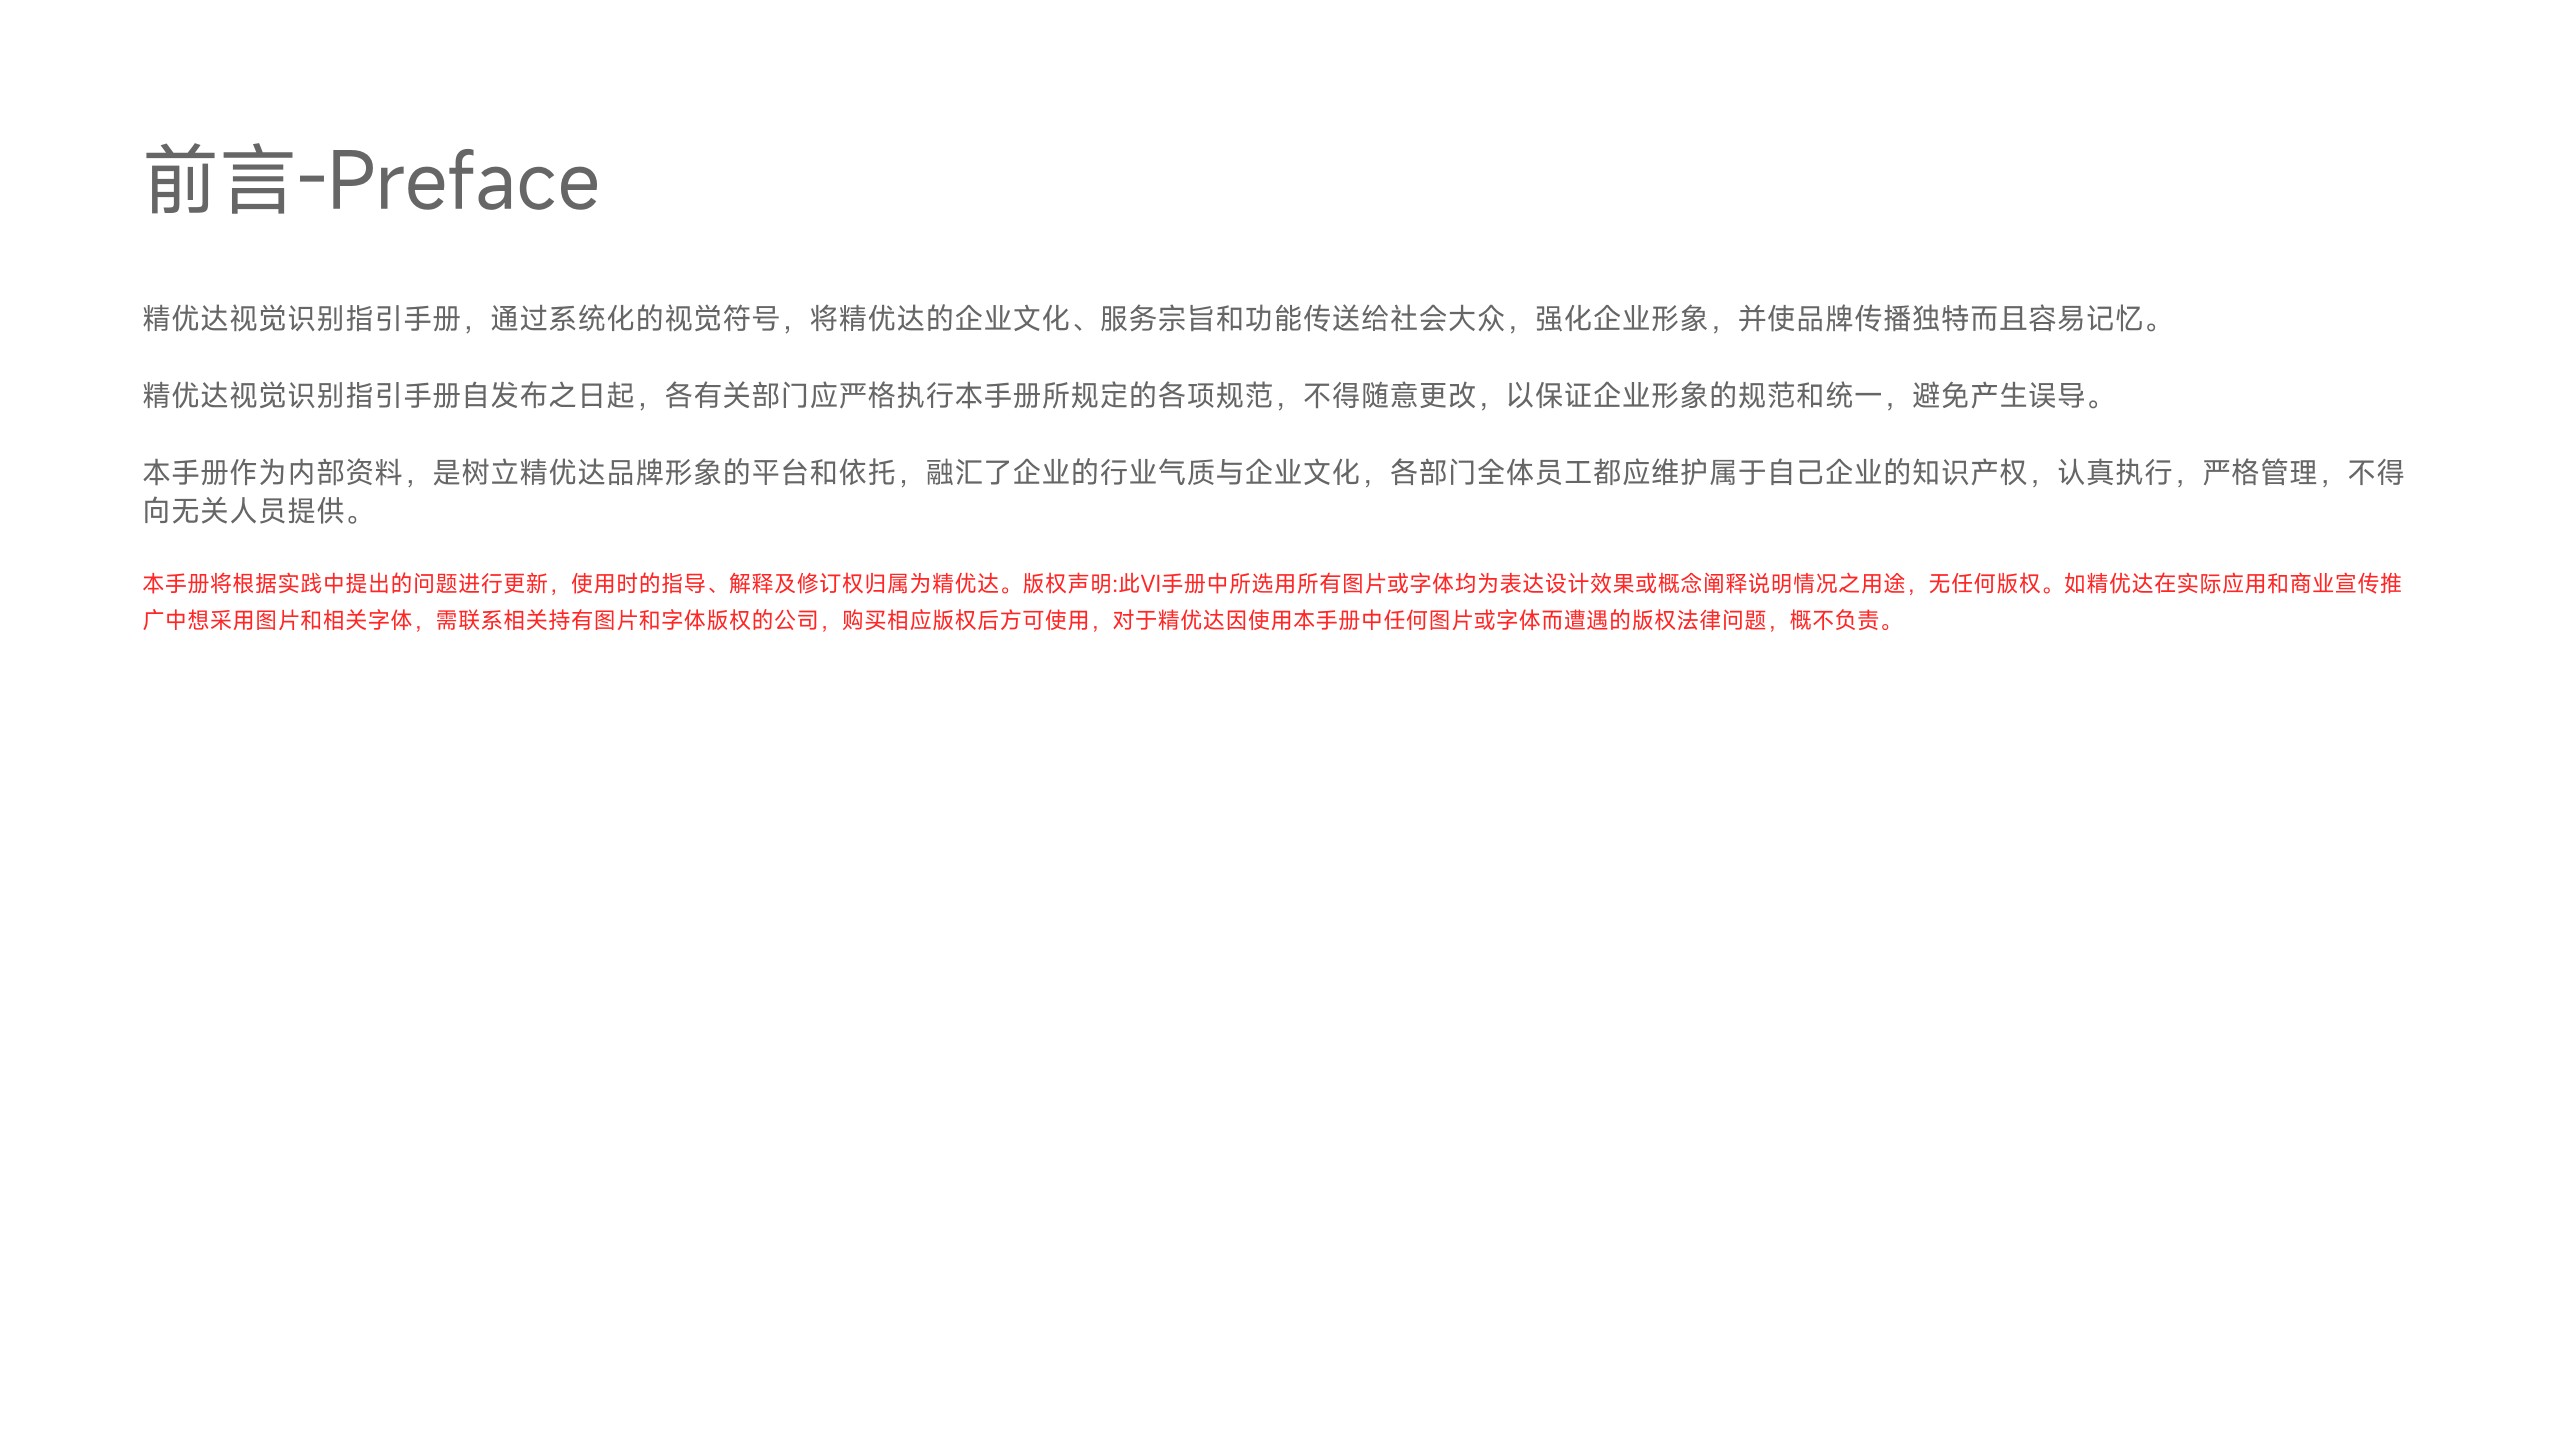 前言-Preface
精优达视觉识别指引手册，通过系统化的视觉符号，将精优达的企业文化、服务宗旨和功能传送给社会大众，强化企业形象，并使品牌传播独特而且容易记忆。
精优达视觉识别指引手册自发布之日起，各有关部门应严格执行本手册所规定的各项规范，不得随意更改，以保证企业形象的规范和统一，避免产生误导。
本手册作为内部资料，是树立精优达品牌形象的平台和依托，融汇了企业的行业气质与企业文化，各部门全体员工都应维护属于自己企业的知识产权，认真执行，严格管理，不得
向无关人员提供。
本手册将根据实践中提出的问题进行更新，使用时的指导、解释及修订权归属为精优达。版权声明:此VI手册中所选用所有图片或字体均为表达设计效果或概念阐释说明情况之用途，无任何版权。如精优达在实际应用和商业宣传推
广中想采用图片和相关字体，需联系相关持有图片和字体版权的公司，购买相应版权后方可使用，对于精优达因使用本手册中任何图片或字体而遭遇的版权法律问题，概不负责。